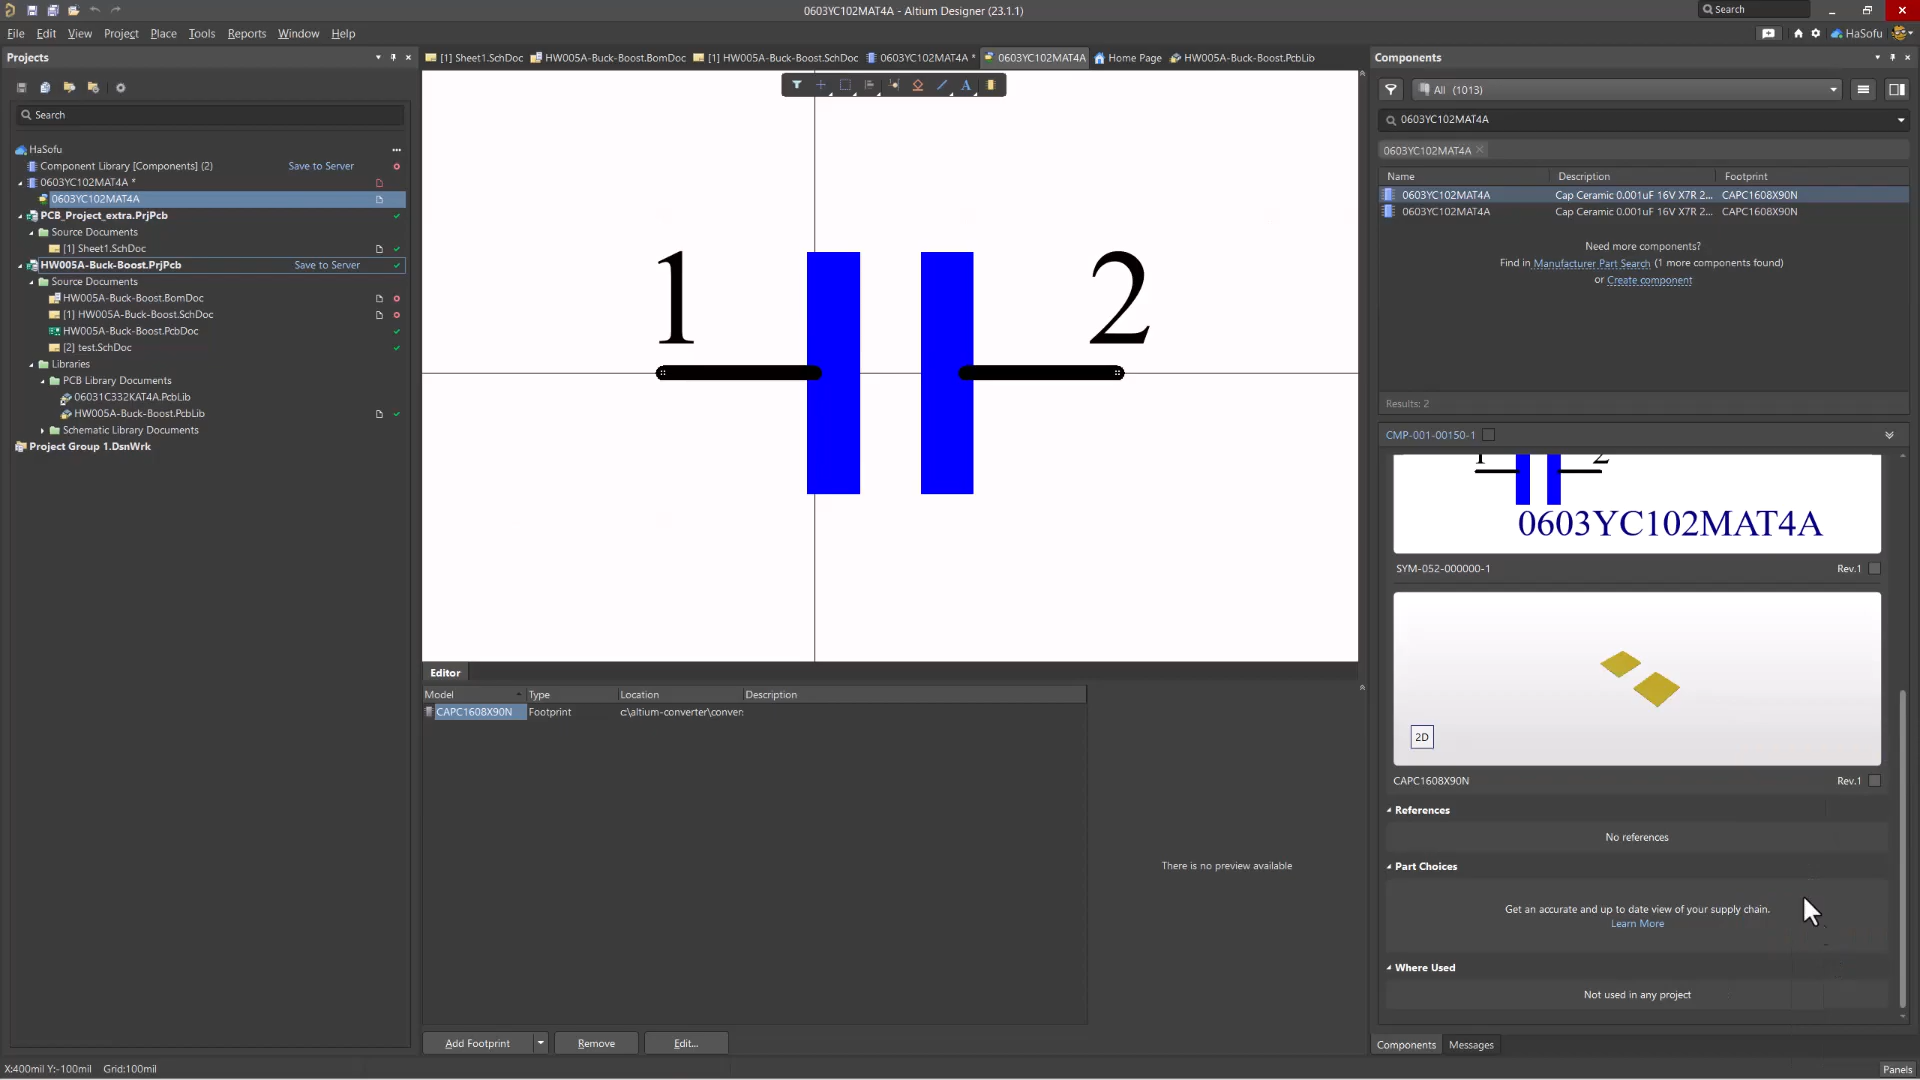 0603YC102MAT4A - Altium Designer (23.1.1)
Search
File Edit View Project Place Tools Reports Window Help
HaSofu
Projects
[1] Sheet1.SchDoc HW005A-Buck-Boost.BomDoc [1] HW005A-Buck-Boost.SchDoc 0603YC102MAT4A * 0603YC102MAT4A Home Page HW005A-Buck-Boost.PcbLib
Components
A
All (1013)
Search
0603YC102MAT4A
HaSofu
0603YC102MAT4A
Component Library [Components] (2) Save to Server
Name Description Footprint
0603YC102MAT4A *
0603YC102MAT4A Cap Ceramic 0.001uF 16V X7R 2... CAPC1608X90N
0603YC102MAT4A
0603YC102MAT4A Cap Ceramic 0.001uF 16V X7R 2... CAPC1608X90N
PCB_Project_extra.PrjPcb
Source Documents
[1] Sheet1.SchDoc
HW005A-Buck-Boost.PrjPcb Save to Server
Source Documents
HW005A-Buck-Boost.BomDoc
[1] HW005A-Buck-Boost.SchDoc
HW005A-Buck-Boost.PcbDoc
[2] test.SchDoc
Libraries
PCB Library Documents
06031C332KAT4A.PcbLib
HW005A-Buck-Boost.PcbLib
Schematic Library Documents
Project Group 1.DsnWrk
1 2
Need more components?
Find in Manufacturer Part Search (1 more components found)
or Create component
Results: 2
CMP-001-00150-1
1 2
0603YC102MAT4A
SYM-052-000000-1 Rev.1
2D
CAPC1608X90N Rev.1
References
No references
Part Choices
Get an accurate and up to date view of your supply chain.
Learn More
Where Used
Not used in any project
Editor
Model Type Location Description
CAPC1608X90N Footprint c:\altium-converter\conver
There is no preview available
Add Footprint Remove Edit...
Components Messages
X:400mil Y:-100mil Grid:100mil
Panels